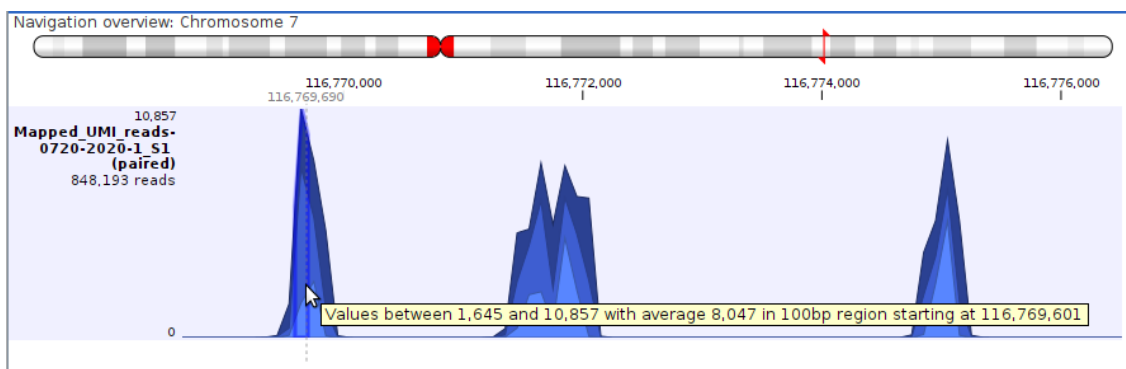 Navigation overview: Chromosome 7
116,770,000 116,772,000 116,774,000 116,776,000
116,769,690
10,857
Mapped_UMI_reads-
0720-2020-1_S1
(paired)
848,193 reads
Values between 1,645 and 10,857 with average 8,047 in 100bp region starting at 116,769,601
0